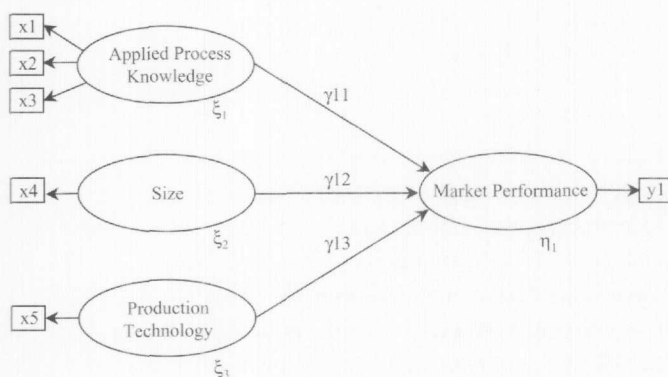 x1
x2
x3
Applied Process
Knowledge
ξ1
γ11
x4
Size
ξ2
γ12
Market Performance
η1
y1
γ13
x5
Production
Technology
ξ3